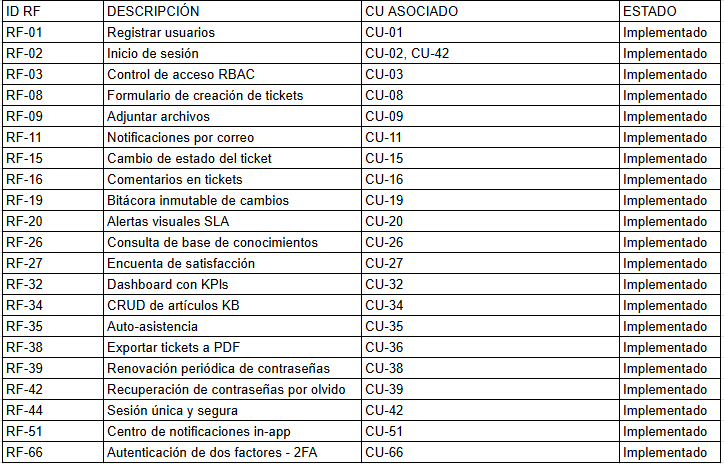 ID RF DESCRIPCIÓN CU ASOCIADO ESTADO
RF-01 Registrar usuarios CU-01 Implementado
RF-02 Inicio de sesión CU-02, CU-42 Implementado
RF-03 Control de acceso RBAC CU-03 Implementado
RF-08 Formulario de creación de tickets CU-08 Implementado
RF-09 Adjuntar archivos CU-09 Implementado
RF-11 Notificaciones por correo CU-11 Implementado
RF-15 Cambio de estado del ticket CU-15 Implementado
RF-16 Comentarios en tickets CU-16 Implementado
RF-19 Bitácora inmutable de cambios CU-19 Implementado
RF-20 Alertas visuales SLA CU-20 Implementado
RF-26 Consulta de base de conocimientos CU-26 Implementado
RF-27 Encuenta de satisfacción CU-27 Implementado
RF-32 Dashboard con KPIs CU-32 Implementado
RF-34 CRUD de artículos KB CU-34 Implementado
RF-35 Auto-asistencia CU-35 Implementado
RF-38 Exportar tickets a PDF CU-36 Implementado
RF-39 Renovación periódica de contraseñas CU-38 Implementado
RF-42 Recuperación de contraseñas por olvido CU-39 Implementado
RF-44 Sesión única y segura CU-42 Implementado
RF-51 Centro de notificaciones in-app CU-51 Implementado
RF-66 Autenticación de dos factores - 2FA CU-66 Implementado